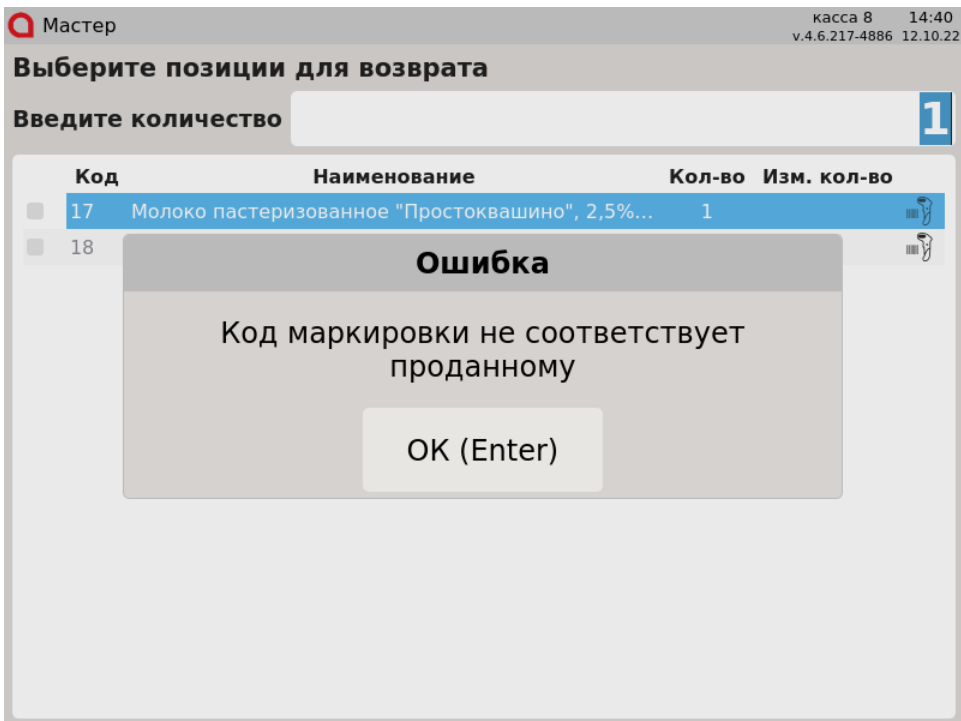 Мастер
касса 8 14:40
v.4.6.217-4886 12.10.22
Выберите позиции для возврата
Введите количество 1
Код Наименование Кол-во Изм. кол-во
17 Молоко пастеризованное "Простоквашино", 2,5%... 1
18
Ошибка
Код маркировки не соответствует
проданному
ОК (Enter)